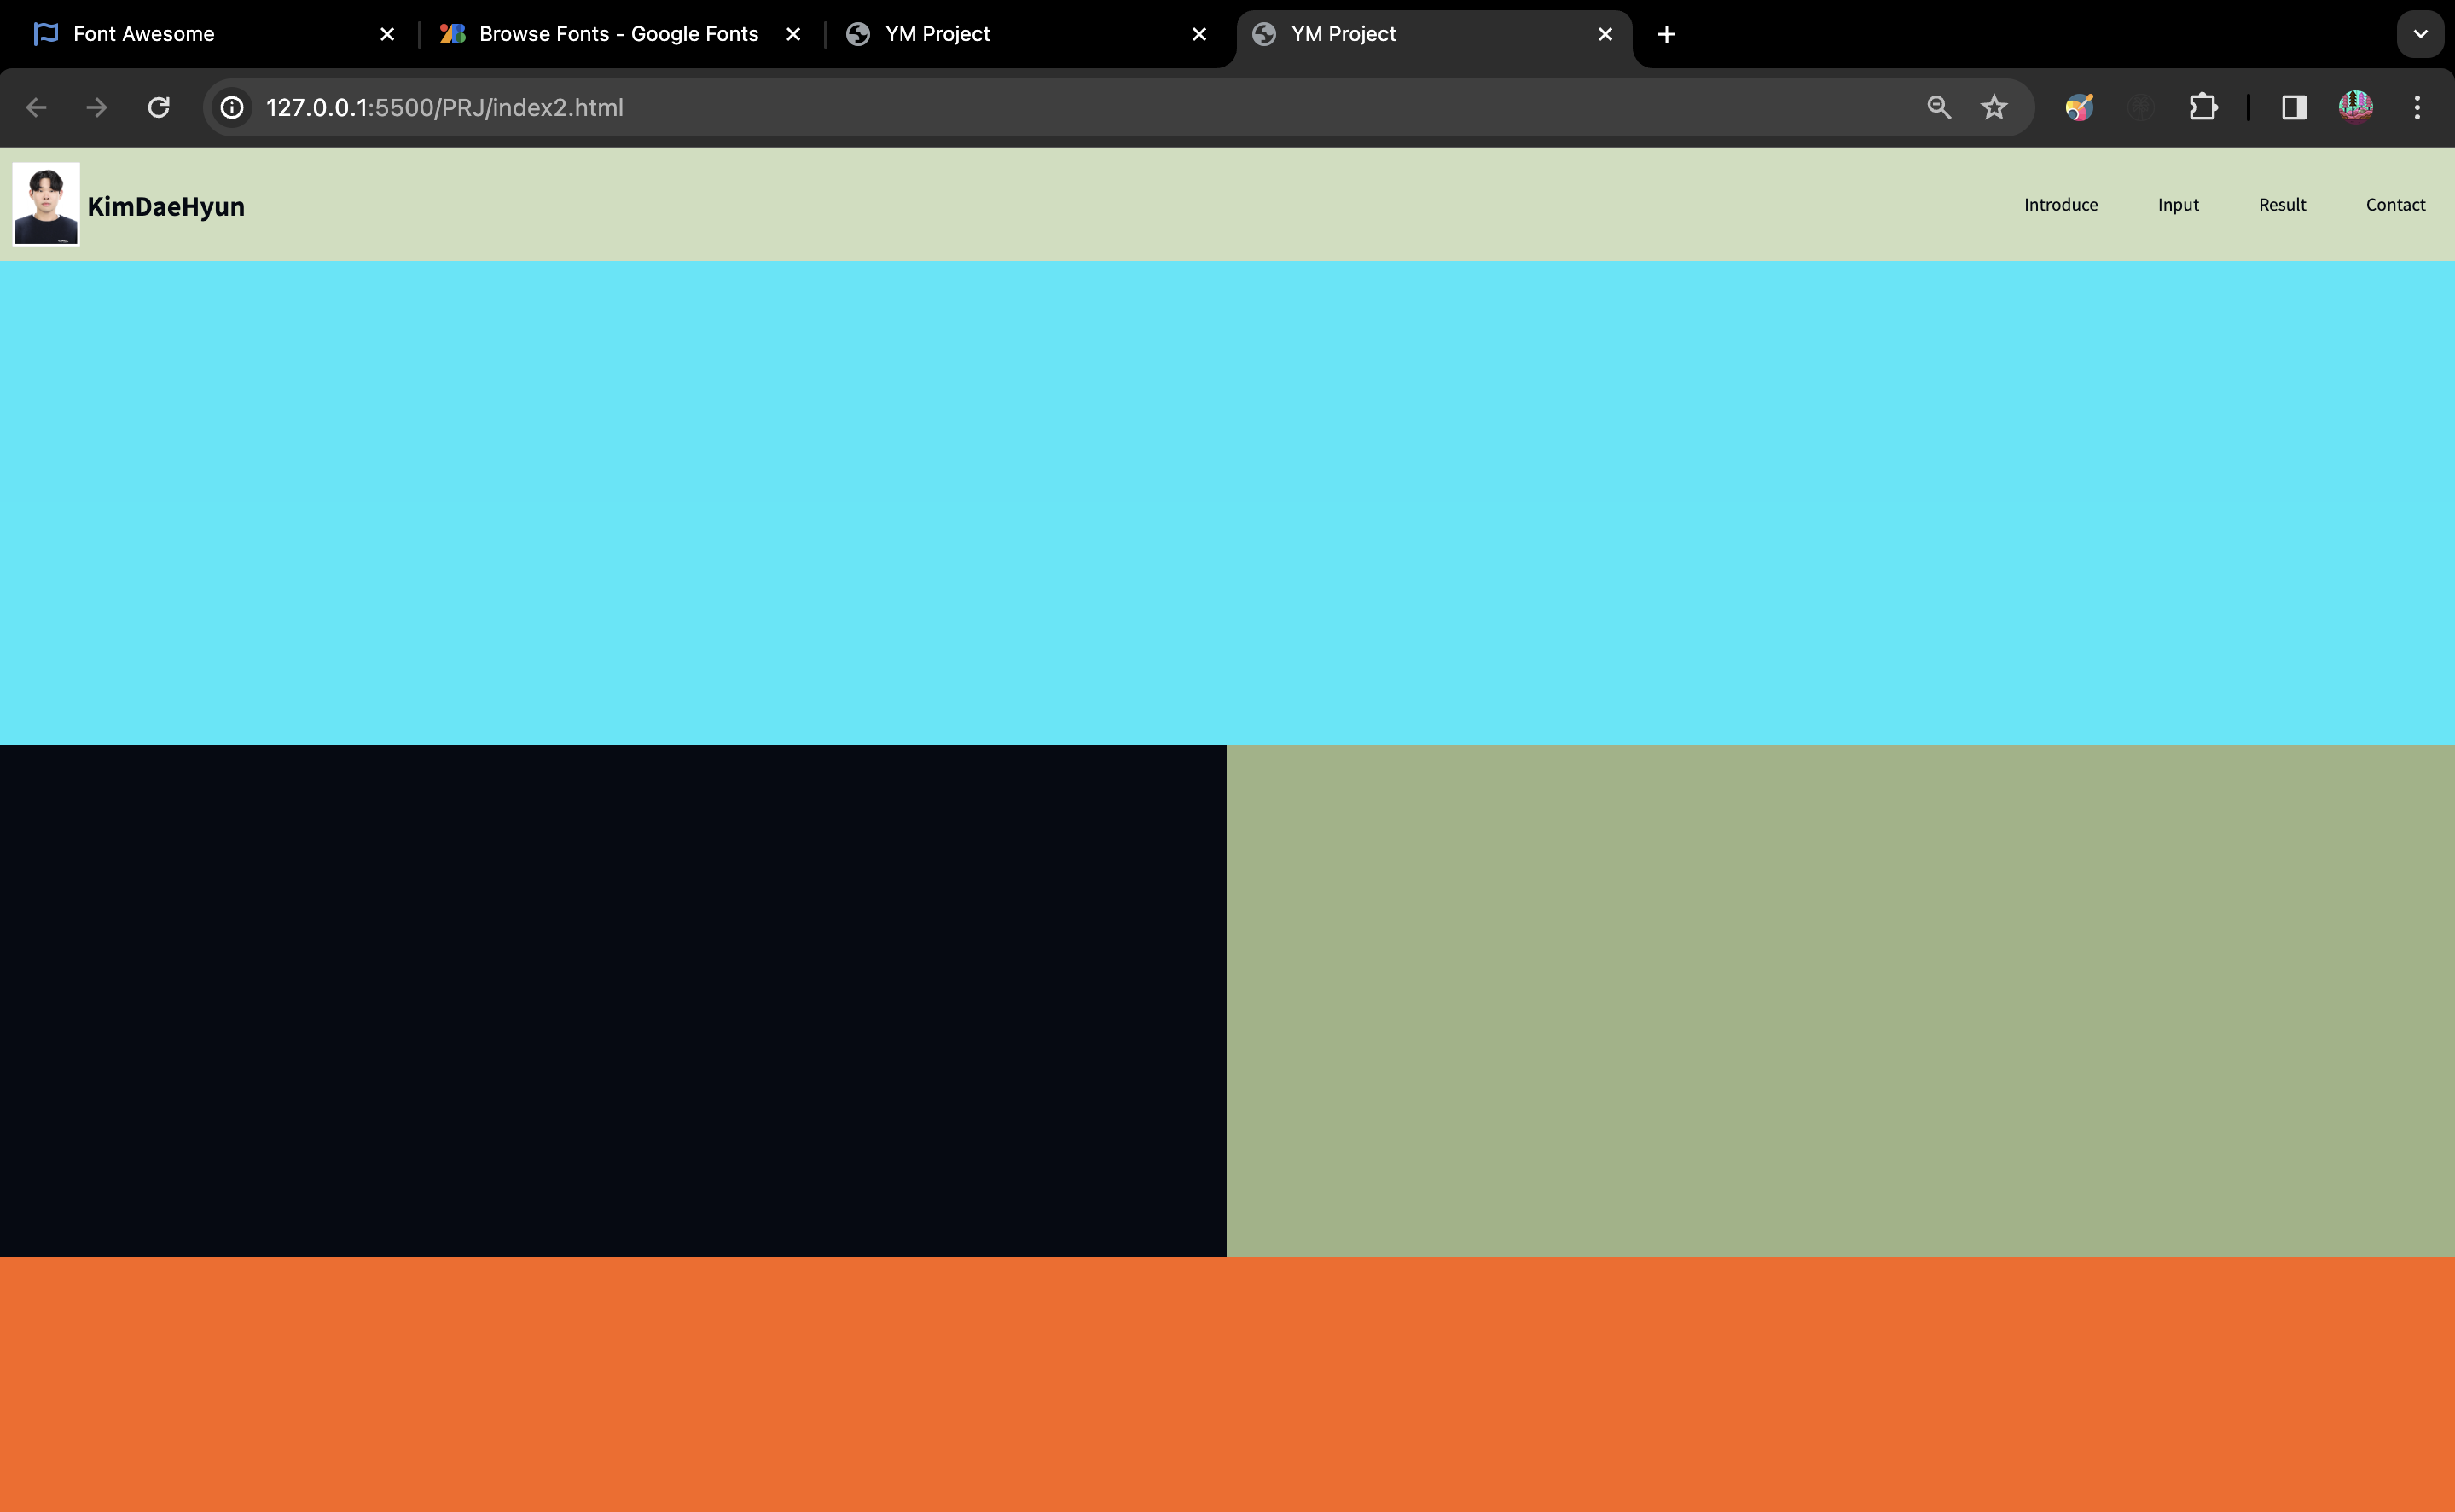 Font Awesome
Browse Fonts - Google Fonts
YM Project
YM Project
127.0.0.1:5500/PRJ/index2.html
KimDaeHyun
Introduce
Input
Result
Contact